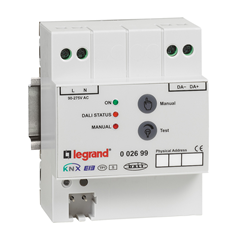 L N
DA− DA+
90-275V AC
ON
Manual
DALI STATUS
MANUAL
Test
legrand
0 026 99
Physical Address
CE
KNX EIB
DALI